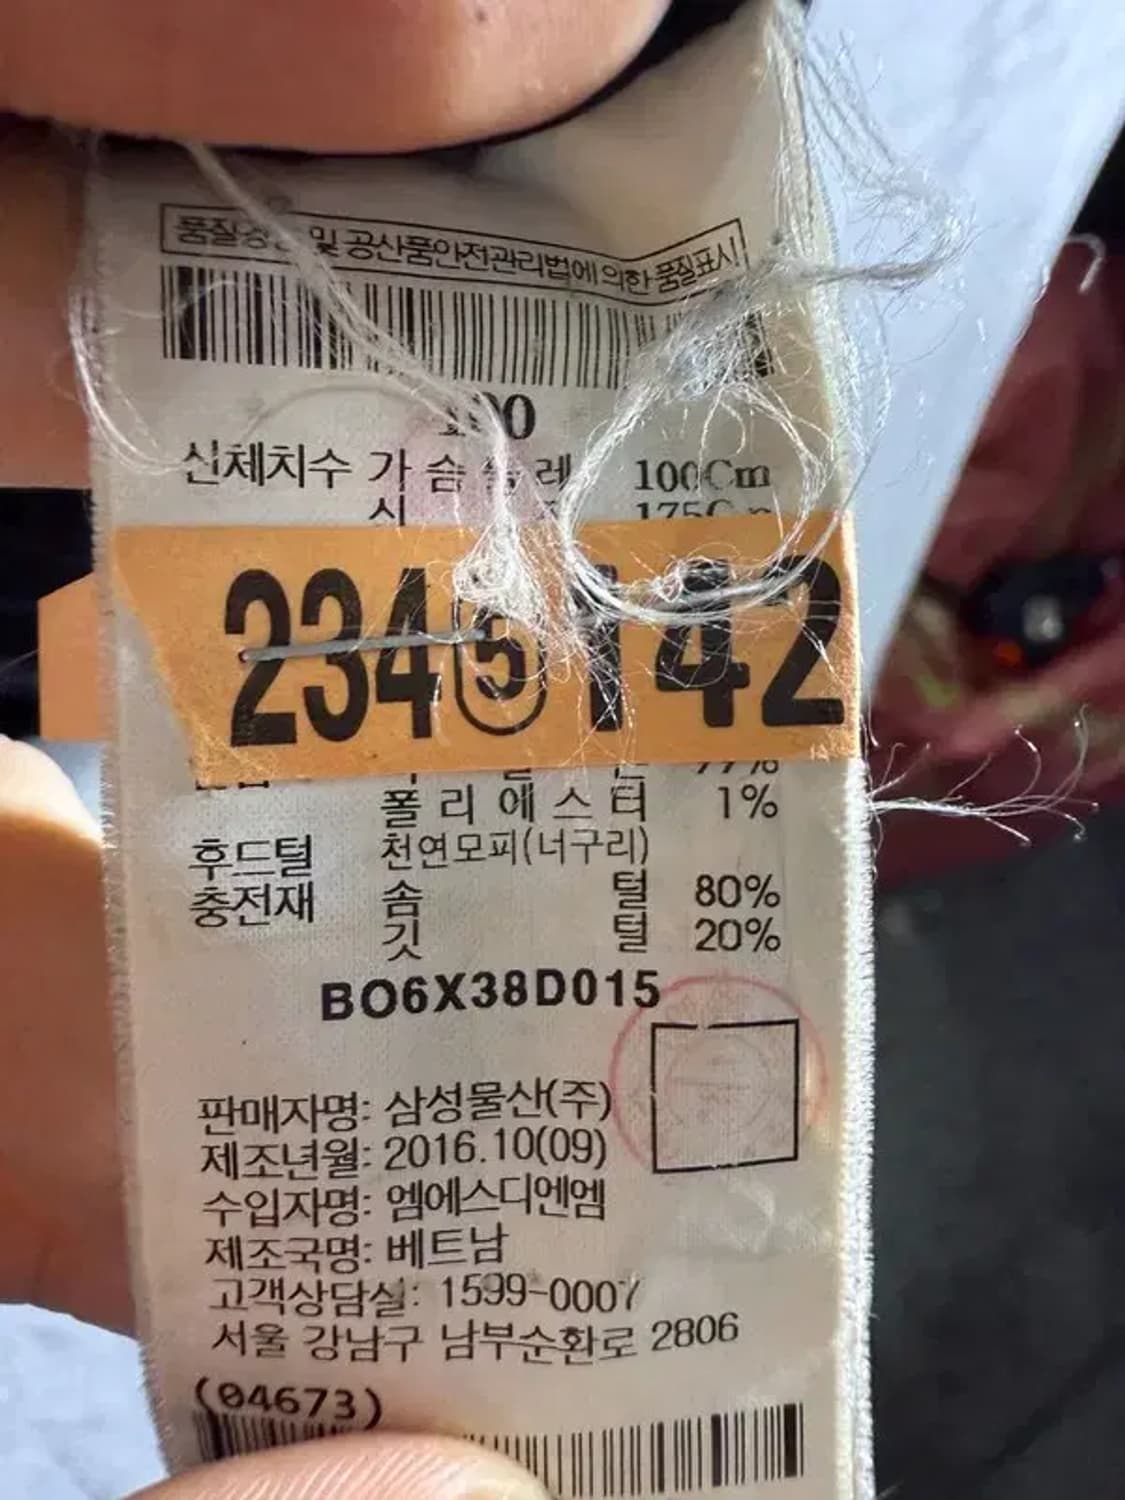 및 공산품안전관리법에 의한 품질표시
신체치수 가슴둘레 100Cm
234 5 142
폴리에스터 1%
후드털 천연모피(너구리)
충전재 솜털 80%
깃털 20%
BO6X38D015
판매자명: 삼성물산(주)
제조년월: 2016.10(09)
수입자명: 엠에스디엔엠
제조국명: 베트남
고객상담실: 1599-0007
서울 강남구 남부순환로 2806
(04673)